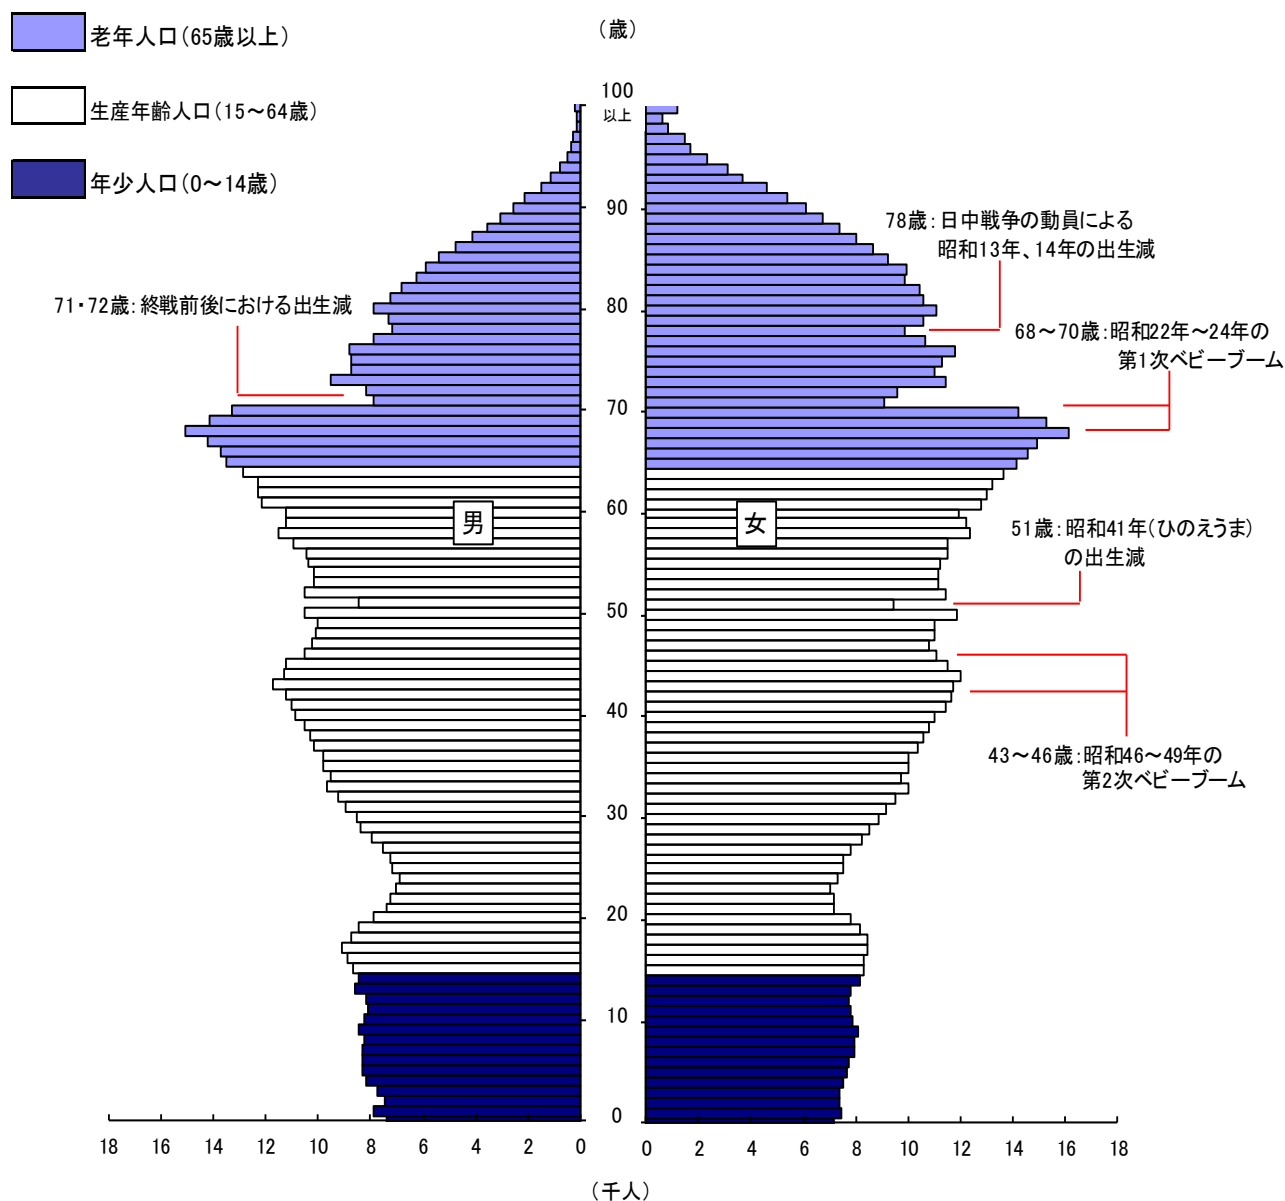 老年人口(65歳以上)
(歳)
生産年齢人口(15～64歳)
年少人口(0～14歳)
100
以上
90
78歳：日中戦争の動員による
昭和13年、14年の出生減
71・72歳：終戦前後における出生減
80
68～70歳：昭和22年～24年の
第1次ベビーブーム
70
60
男
女
51歳：昭和41年(ひのえうま)
の出生減
50
40
43～46歳：昭和46～49年の
第2次ベビーブーム
30
20
10
0
18 16 14 12 10 8 6 4 2 0
0 2 4 6 8 10 12 14 16 18
(千人)